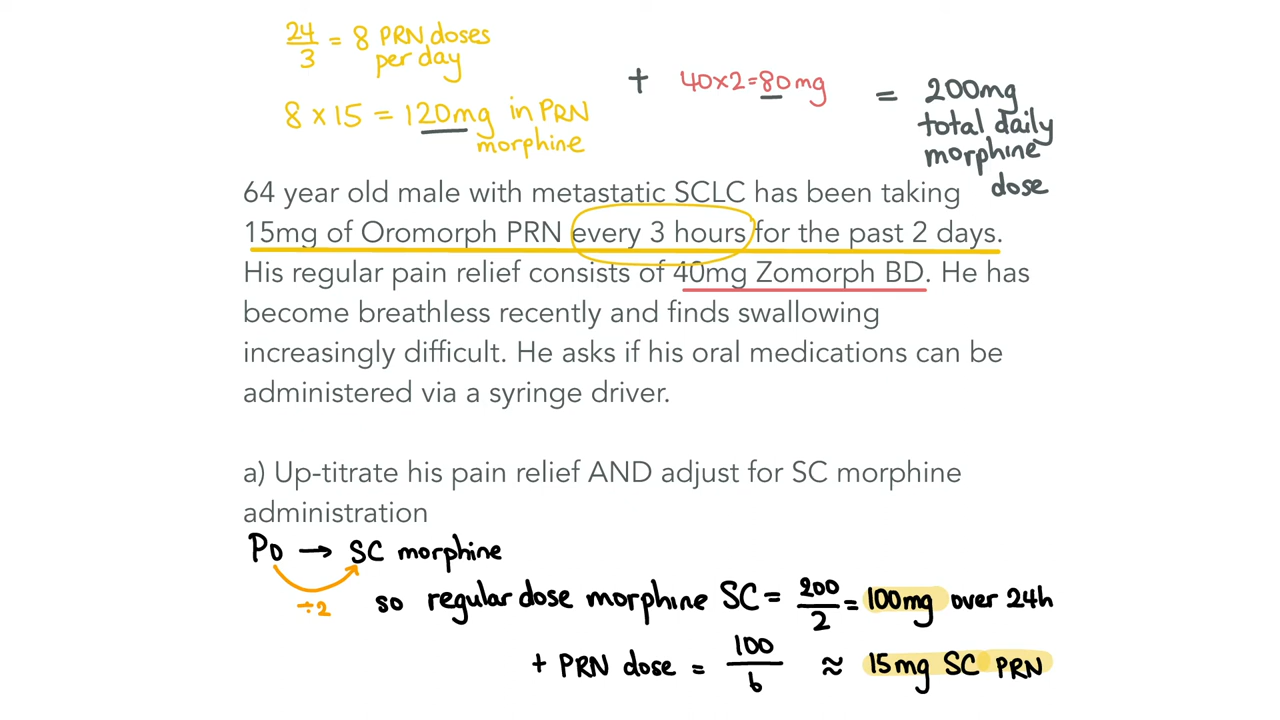 24/3 = 8 PRN doses per day
8 × 15 = 120mg in PRN morphine
+ 40×2=80mg
= 200mg
total daily
morphine
dose
64 year old male with metastatic SCLC has been taking
15mg of Oromorph PRN every 3 hours for the past 2 days.
His regular pain relief consists of 40mg Zomorph BD. He has
become breathless recently and finds swallowing
increasingly difficult. He asks if his oral medications can be
administered via a syringe driver.
a) Up-titrate his pain relief AND adjust for SC morphine
administration
PO → SC morphine
÷2
so regular dose morphine SC = 200/2 = 100mg over 24h
+ PRN dose = 100/6 ≈ 15mg SC PRN